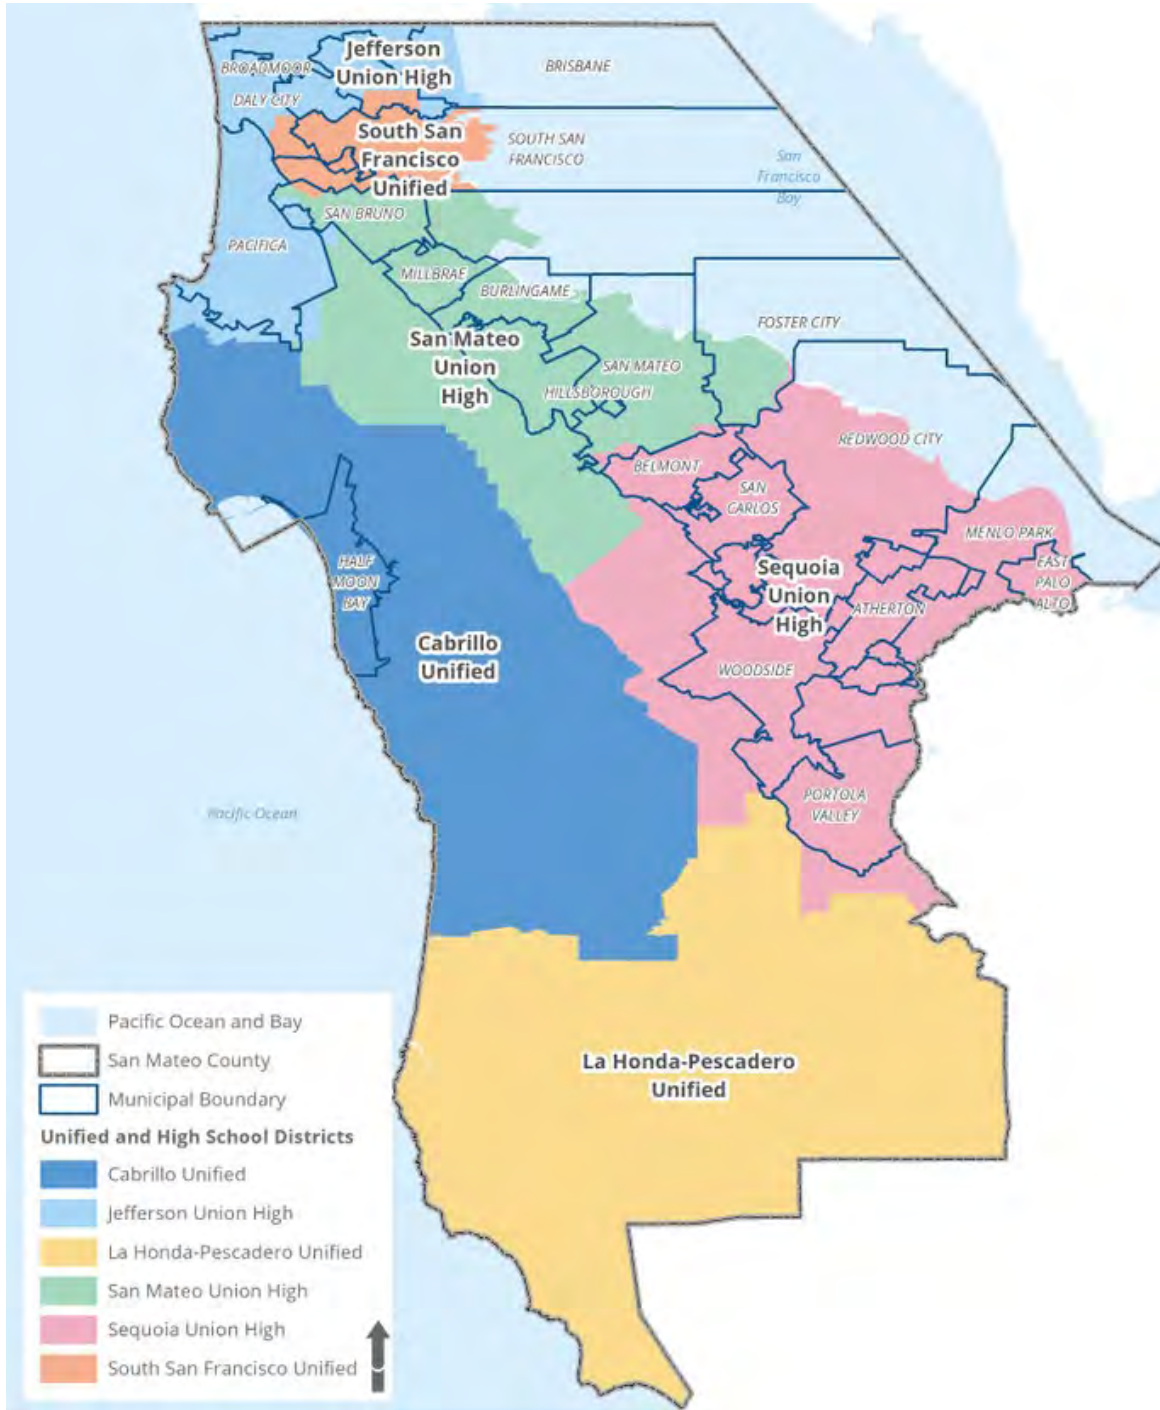 Jefferson
Union High
BROADMOOR
BRISBANE
DALY CITY
South San
Francisco
Unified
SOUTH SAN
FRANCISCO
San
Francisco
Bay
SAN BRUNO
PACIFICA
MILLBRAE
BURLINGAME
FOSTER CITY
San Mateo
Union
High
SAN MATEO
HILLSBOROUGH
REDWOOD CITY
BELMONT
SAN
CARLOS
MENLO PARK
HALF
MOON
BAY
Sequoia
Union
High
EAST
PALO
ALTO
ATHERTON
Cabrillo
Unified
WOODSIDE
Pacific Ocean
PORTOLA
VALLEY
La Honda-Pescadero
Unified
Pacific Ocean and Bay
San Mateo County
Municipal Boundary
Unified and High School Districts
Cabrillo Unified
Jefferson Union High
La Honda-Pescadero Unified
San Mateo Union High
Sequoia Union High
South San Francisco Unified